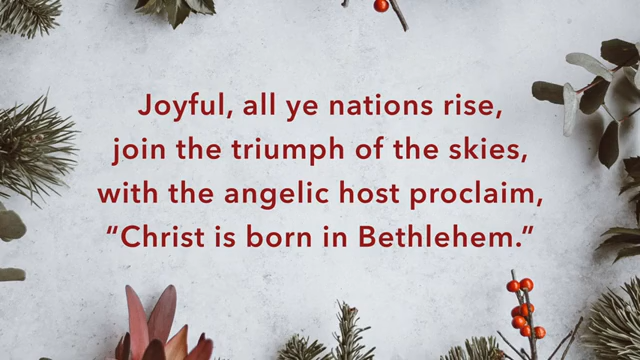 Joyful, all ye nations rise,
join the triumph of the skies,
with the angelic host proclaim,
“Christ is born in Bethlehem.”